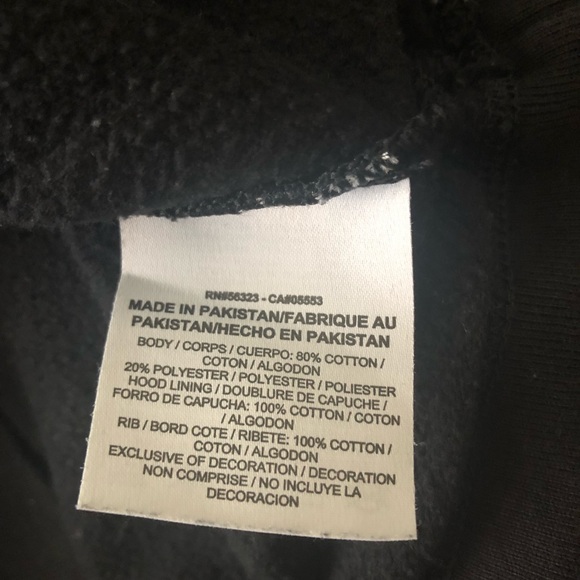 RN#56323 - CA#05553
MADE IN PAKISTAN/FABRIQUE AU
PAKISTAN/HECHO EN PAKISTAN
BODY / CORPS / CUERPO: 80% COTTON /
COTON / ALGODON
20% POLYESTER / POLYESTER / POLIESTER
HOOD LINING / DOUBLURE DE CAPUCHE /
FORRO DE CAPUCHA: 100% COTTON / COTON
/ ALGODON
RIB / BORD COTE / RIBETE: 100% COTTON /
COTON / ALGODON
EXCLUSIVE OF DECORATION / DECORATION
NON COMPRISE / NO INCLUYE LA
DECORACION